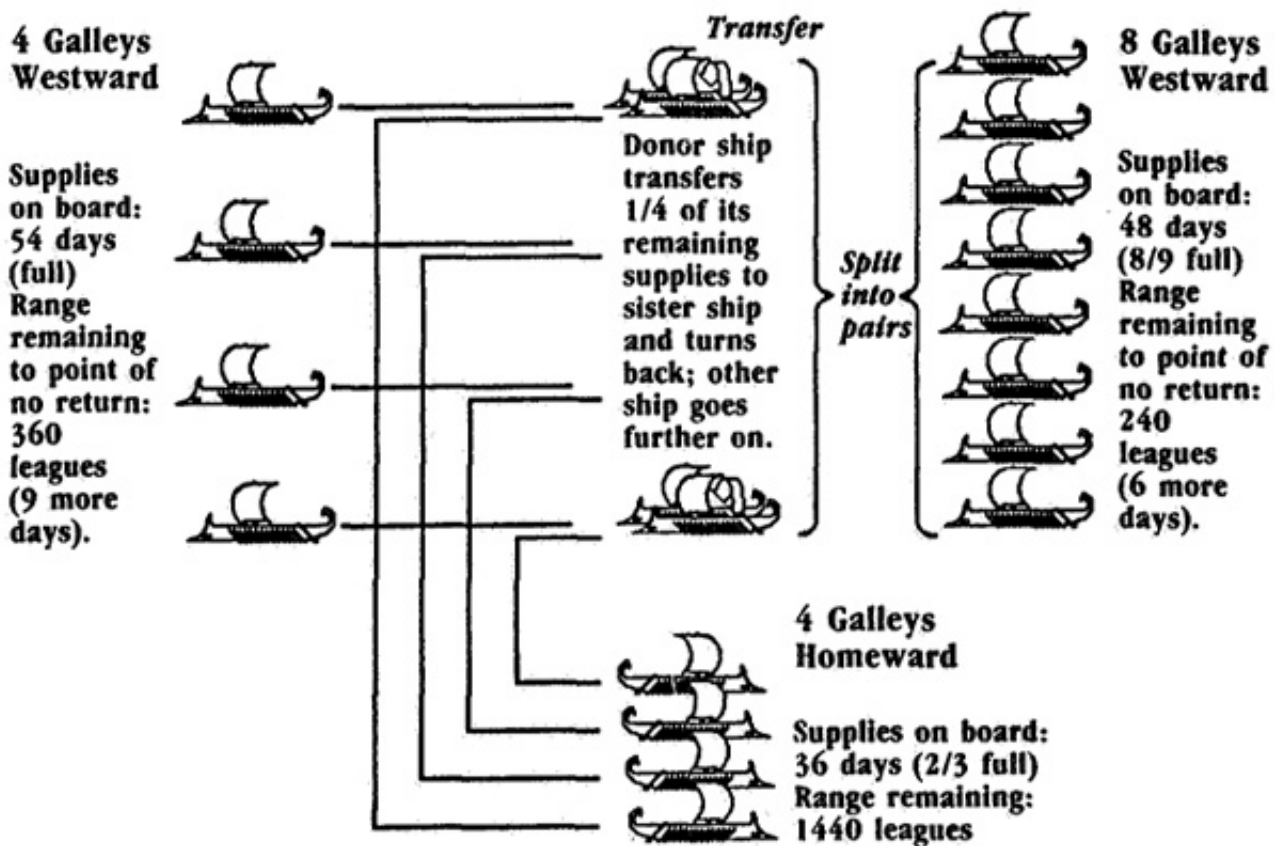 4 Galleys
Westward
Supplies
on board:
54 days
(full)
Range
remaining
to point of
no return:
360
leagues
(9 more
days).
Transfer
Donor ship
transfers
1/4 of its
remaining
supplies to
sister ship
and turns
back; other
ship goes
further on.
Split
into
pairs
8 Galleys
Westward
Supplies
on board:
48 days
(8/9 full)
Range
remaining
to point of
no return:
240
leagues
(6 more
days).
4 Galleys
Homeward
Supplies on board:
36 days (2/3 full)
Range remaining:
1440 leagues